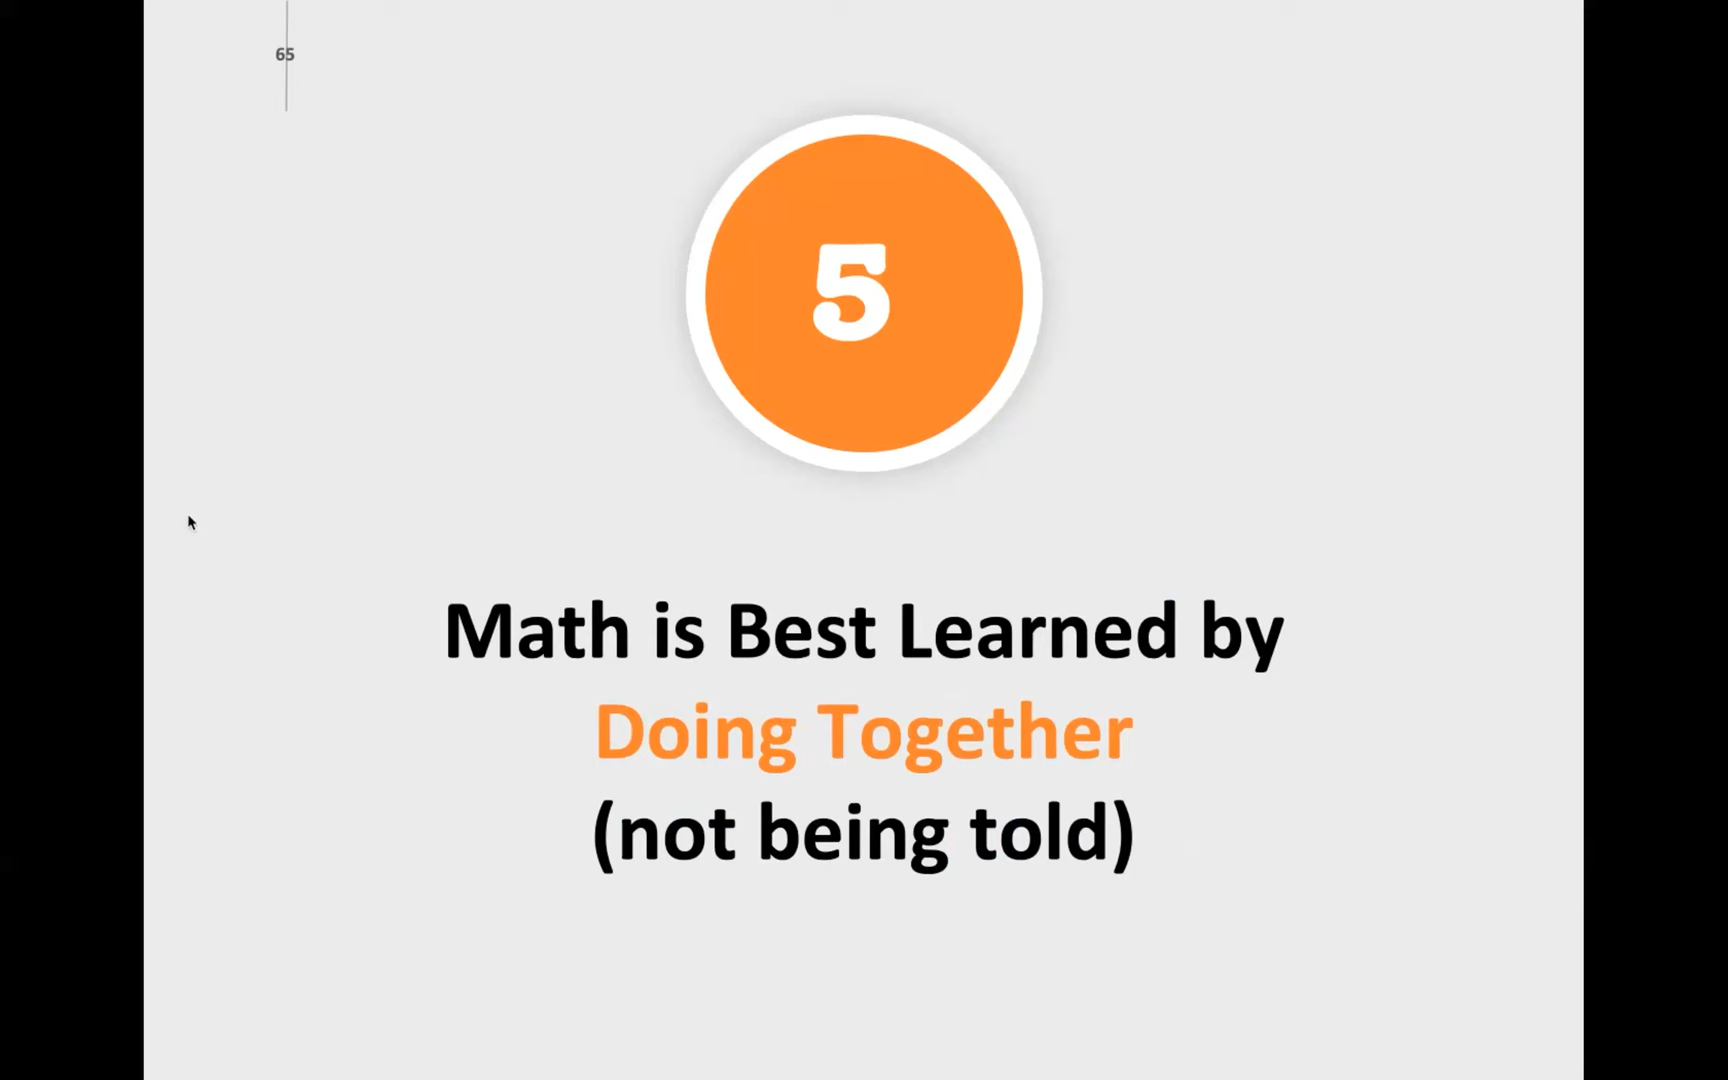 65
5
Math is Best Learned by
Doing Together
(not being told)